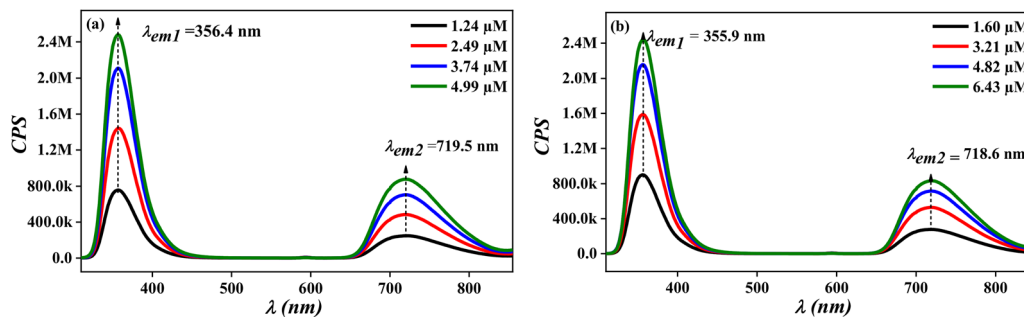 (a)
λem1 =356.4 nm
1.24 µM
2.49 µM
3.74 µM
4.99 µM
λem2 =719.5 nm
2.4M
2.0M
1.6M
1.2M
800.0k
400.0k
0.0
CPS
400 500 600 700 800
λ (nm)
(b)
λem1 = 355.9 nm
1.60 µM
3.21 µM
4.82 µM
6.43 µM
λem2 = 718.6 nm
2.4M
2.0M
1.6M
1.2M
800.0k
400.0k
0.0
CPS
400 500 600 700 800
λ (nm)